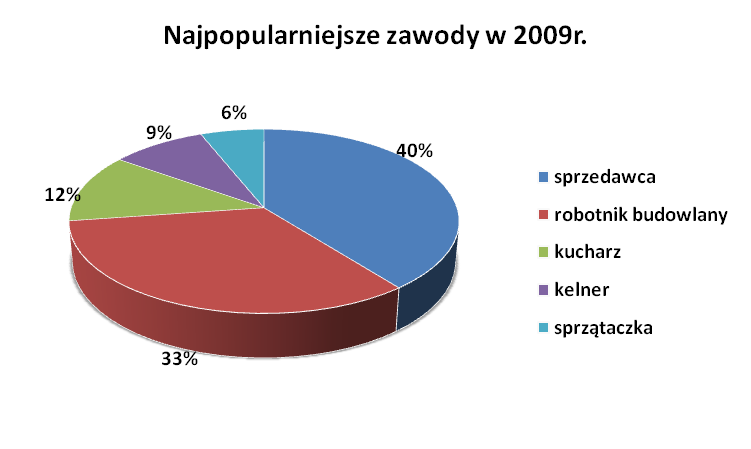 Najpopularniejsze zawody w 2009r.
6%
9%
40%
12%
33%
sprzedawca
robotnik budowlany
kucharz
kelner
sprzątaczka